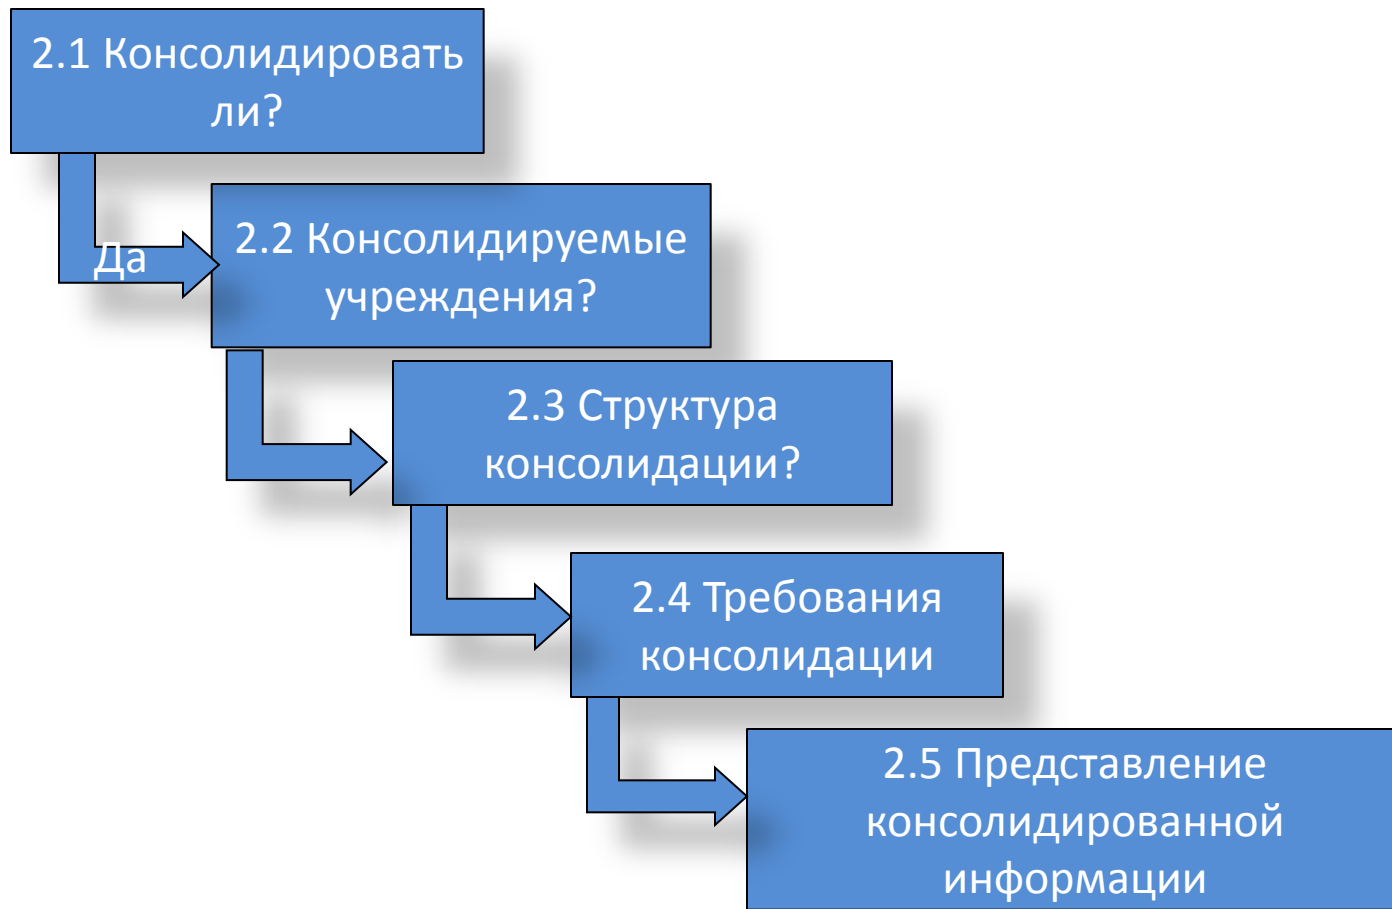 2.1 Консолидировать
ли?
Да
2.2 Консолидируемые
учреждения?
2.3 Структура
консолидации?
2.4 Требования
консолидации
2.5 Представление
консолидированной
информации